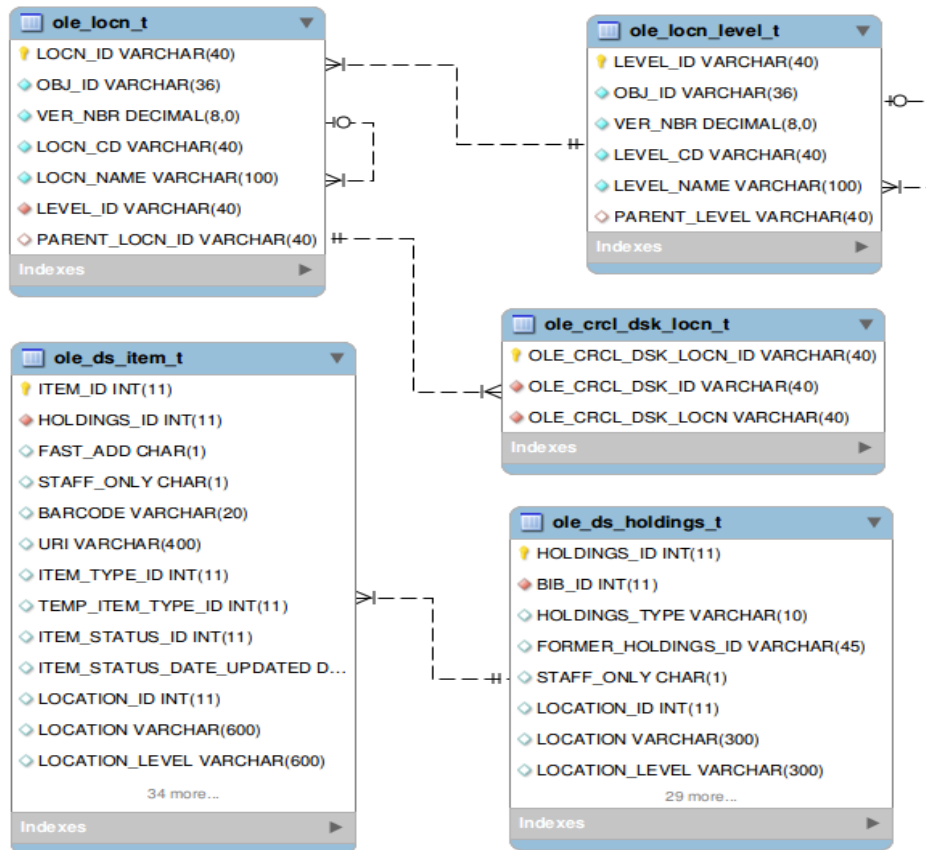 ole_locn_t
LOCN_ID VARCHAR(40)
OBJ_ID VARCHAR(36)
VER_NBR DECIMAL(8,0)
LOCN_CD VARCHAR(40)
LOCN_NAME VARCHAR(100)
LEVEL_ID VARCHAR(40)
PARENT_LOCN_ID VARCHAR(40)
Indexes
ole_locn_level_t
LEVEL_ID VARCHAR(40)
OBJ_ID VARCHAR(36)
VER_NBR DECIMAL(8,0)
LEVEL_CD VARCHAR(40)
LEVEL_NAME VARCHAR(100)
PARENT_LEVEL VARCHAR(40)
Indexes
ole_crcl_dsk_locn_t
OLE_CRCL_DSK_LOCN_ID VARCHAR(40)
OLE_CRCL_DSK_ID VARCHAR(40)
OLE_CRCL_DSK_LOCN VARCHAR(40)
Indexes
ole_ds_item_t
ITEM_ID INT(11)
HOLDINGS_ID INT(11)
FAST_ADD CHAR(1)
STAFF_ONLY CHAR(1)
BARCODE VARCHAR(20)
URI VARCHAR(400)
ITEM_TYPE_ID INT(11)
TEMP_ITEM_TYPE_ID INT(11)
ITEM_STATUS_ID INT(11)
ITEM_STATUS_DATE_UPDATED D...
LOCATION_ID INT(11)
LOCATION VARCHAR(600)
LOCATION_LEVEL VARCHAR(600)
34 more...
Indexes
ole_ds_holdings_t
HOLDINGS_ID INT(11)
BIB_ID INT(11)
HOLDINGS_TYPE VARCHAR(10)
FORMER_HOLDINGS_ID VARCHAR(45)
STAFF_ONLY CHAR(1)
LOCATION_ID INT(11)
LOCATION VARCHAR(300)
LOCATION_LEVEL VARCHAR(300)
29 more...
Indexes